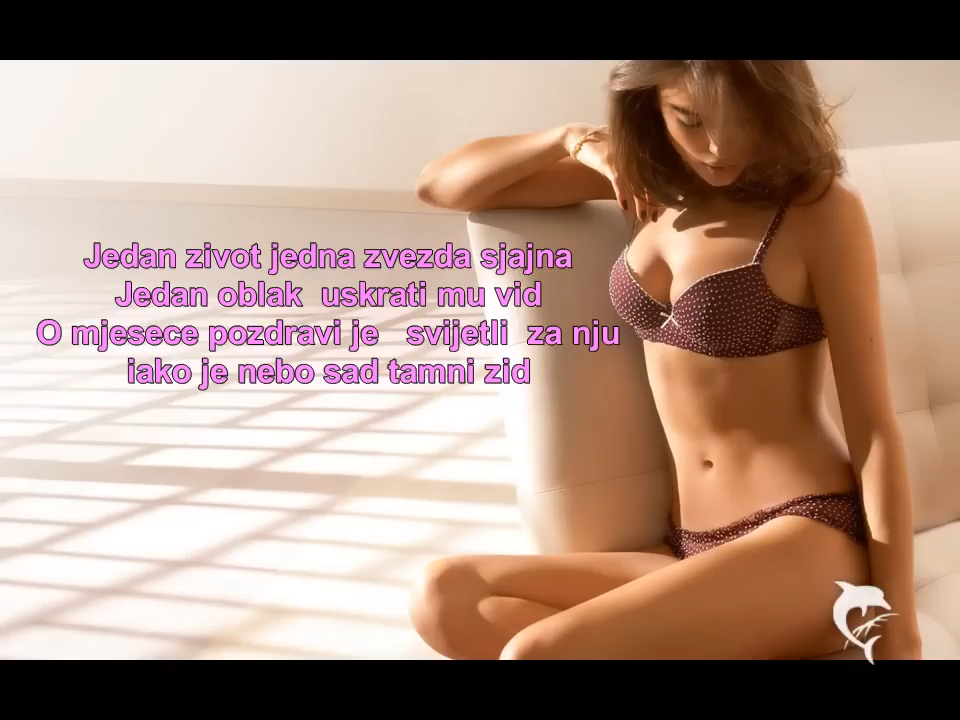 Jedan zivot jedna zvezda sjajna
Jedan oblak  uskrati mu vid
O mjesece pozdravi je   svijetli  za nju
iako je nebo sad tamni zid